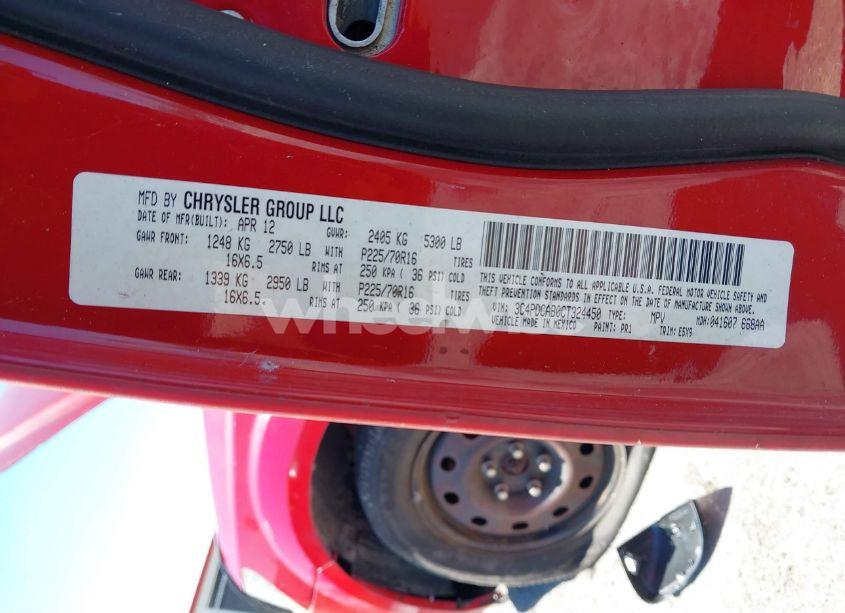 MFD BY CHRYSLER GROUP LLC
DATE OF MFR(BUILT): APR 12 GVWR: 2405 KG 5300 LB
GAWR FRONT: 1248 KG 2750 LB WITH P225/70R16 TIRES
16X6.5 RIMS AT 250 KPA ( 36 PSI) COLD
GAWR REAR: 1339 KG 2950 LB WITH P225/70R16 TIRES
16X6.5 RIMS AT 250 KPA ( 36 PSI) COLD
THIS VEHICLE CONFORMS TO ALL APPLICABLE U.S.A. FEDERAL MOTOR VEHICLE SAFETY AND
THEFT PREVENTION STANDARDS IN EFFECT ON THE DATE OF MANUFACTURE SHOWN ABOVE.
VIN: 3C4PDCAB0CT324450 TYPE: MPV MDH: 041607 668AA
VEHICLE MADE IN MEXICO PAINT: PR1 TRIM: E5X9